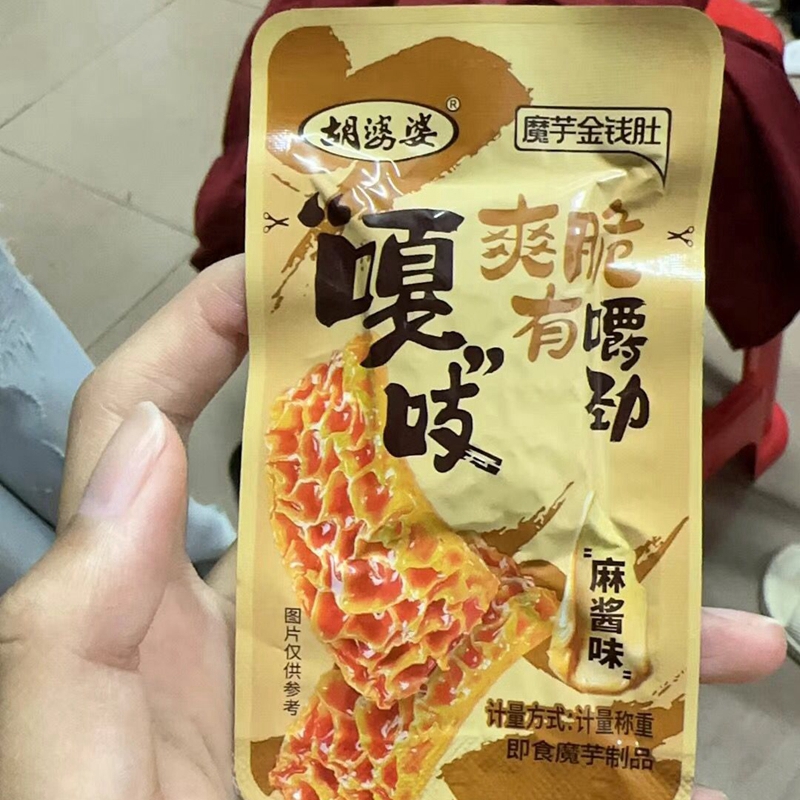 胡婆婆®
魔芋金钱肚
“嘎
吱”
爽脆
有嚼劲
“麻酱味”
图片仅供参考
计量方式:计量称重
即食魔芋制品